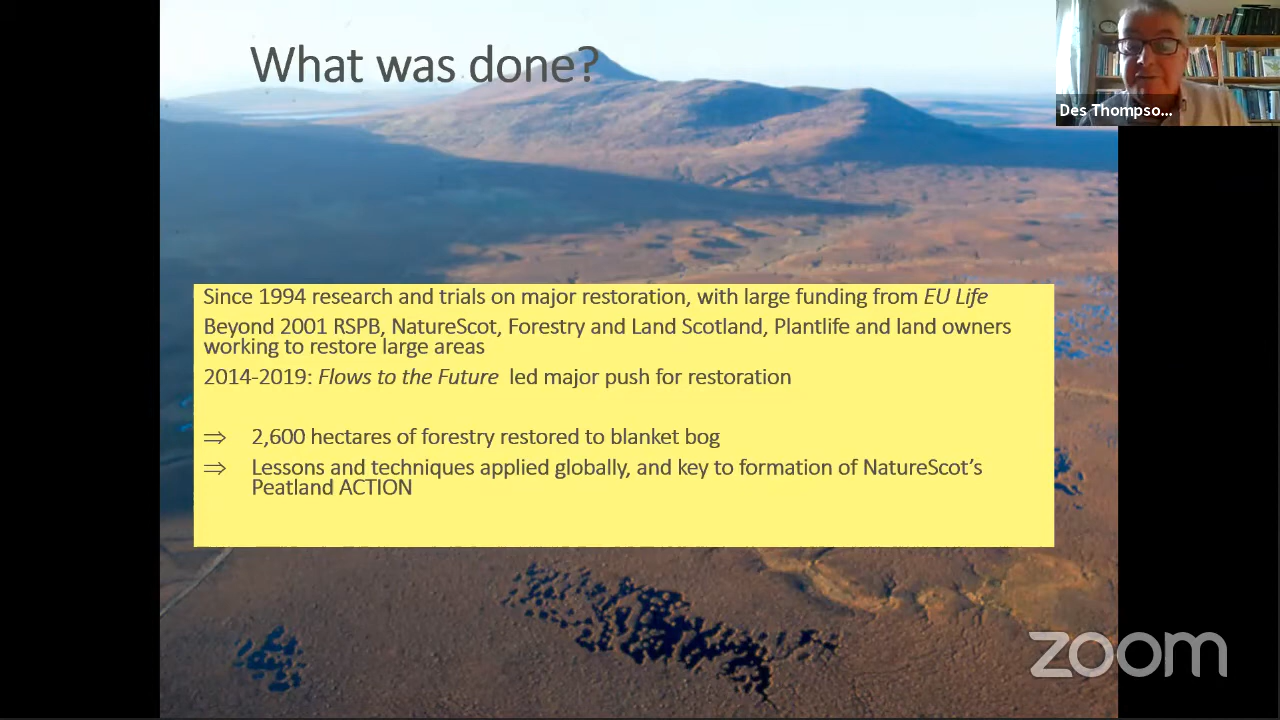 What was done?
Des Thompso...
Since 1994 research and trials on major restoration, with large funding from EU Life
Beyond 2001 RSPB, NatureScot, Forestry and Land Scotland, Plantlife and land owners
working to restore large areas
2014-2019: Flows to the Future led major push for restoration
⇒ 2,600 hectares of forestry restored to blanket bog
⇒ Lessons and techniques applied globally, and key to formation of NatureScot’s
Peatland ACTION
zoom